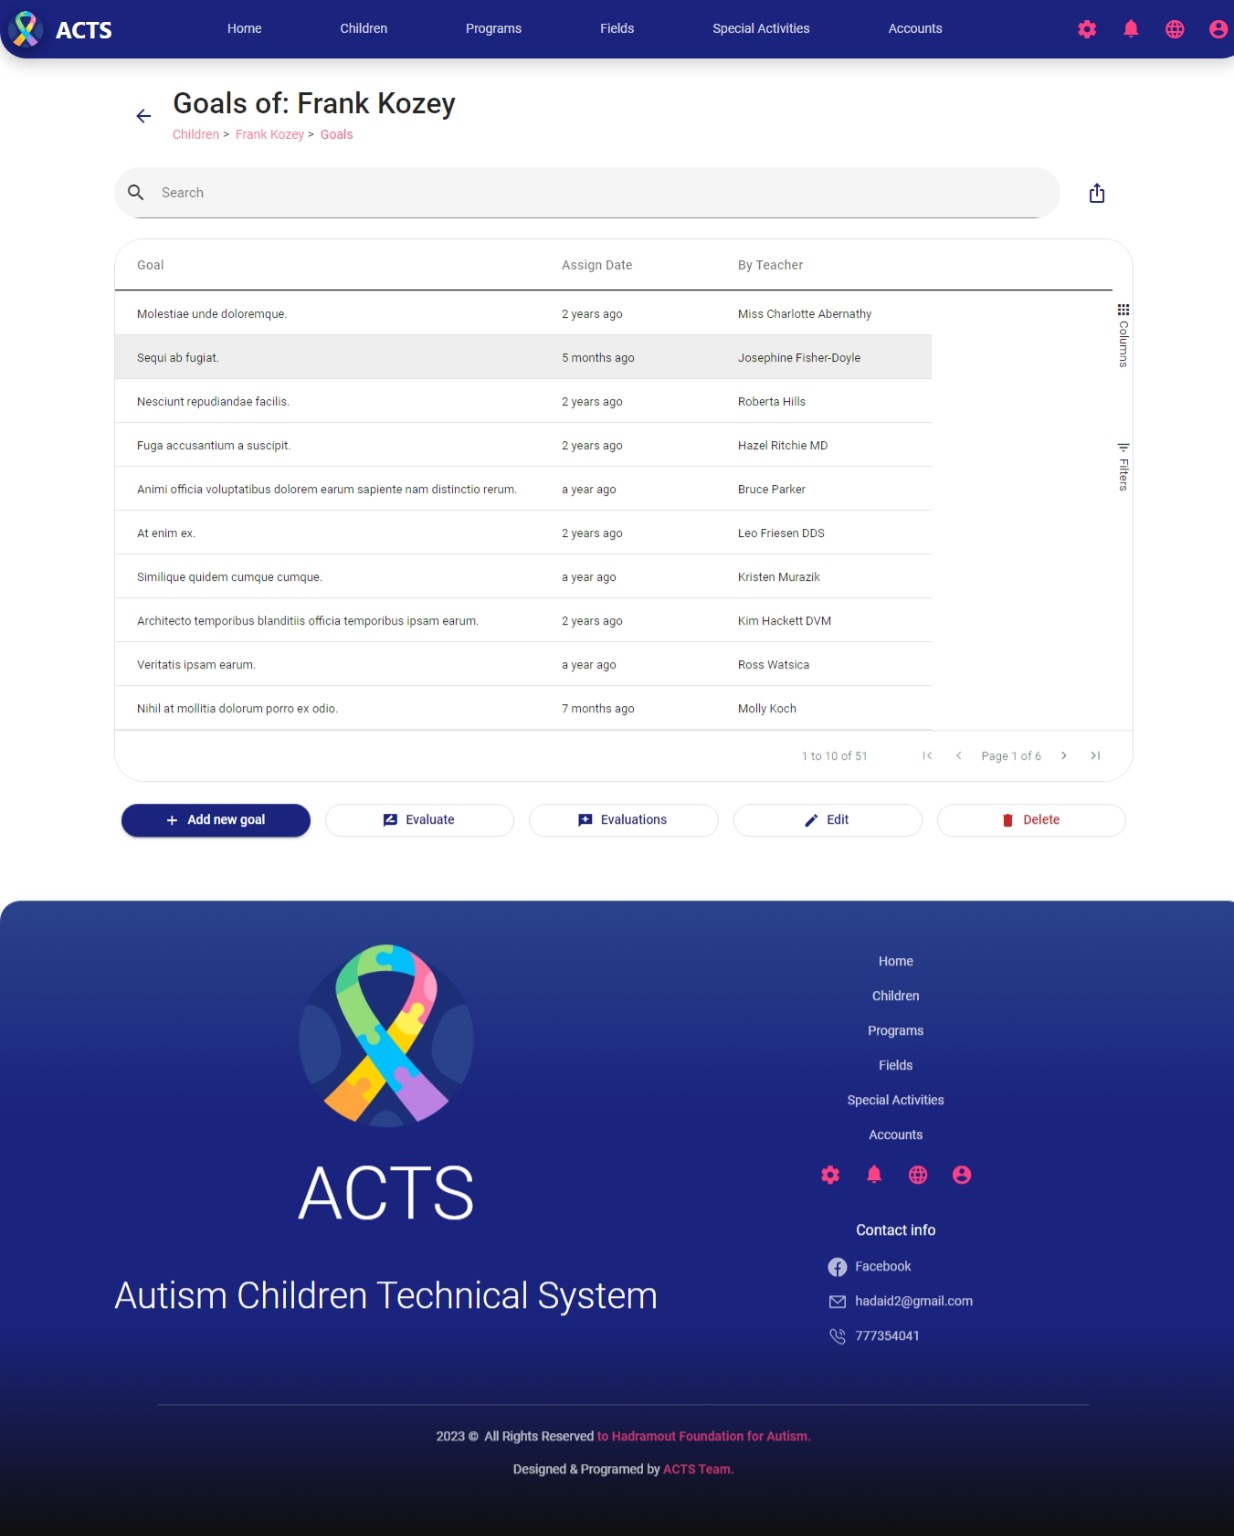 ACTS Home Children Programs Fields Special Activities Accounts
Goals of: Frank Kozey
Children > Frank Kozey > Goals
Search
Goal Assign Date By Teacher
Molestiae unde doloremque. 2 years ago Miss Charlotte Abernathy
Sequi ab fugiat. 5 months ago Josephine Fisher-Doyle
Nesciunt repudiandae facilis. 2 years ago Roberta Hills
Fuga accusantium a suscipit. 2 years ago Hazel Ritchie MD
Animi officia voluptatibus dolorem earum sapiente nam distinctio rerum. a year ago Bruce Parker
At enim ex. 2 years ago Leo Friesen DDS
Similique quidem cumque cumque. a year ago Kristen Murazik
Architecto temporibus blanditiis officia temporibus ipsam earum. 2 years ago Kim Hackett DVM
Veritatis ipsam earum. a year ago Ross Watsica
Nihil at mollitia dolorum porro ex odio. 7 months ago Molly Koch
Columns
Filters
1 to 10 of 51 Page 1 of 6
Add new goal Evaluate Evaluations Edit Delete
ACTS
Autism Children Technical System
Home
Children
Programs
Fields
Special Activities
Accounts
Contact info
Facebook
hadaid2@gmail.com
777354041
2023 © All Rights Reserved to Hadramout Foundation for Autism.
Designed & Programed by ACTS Team.